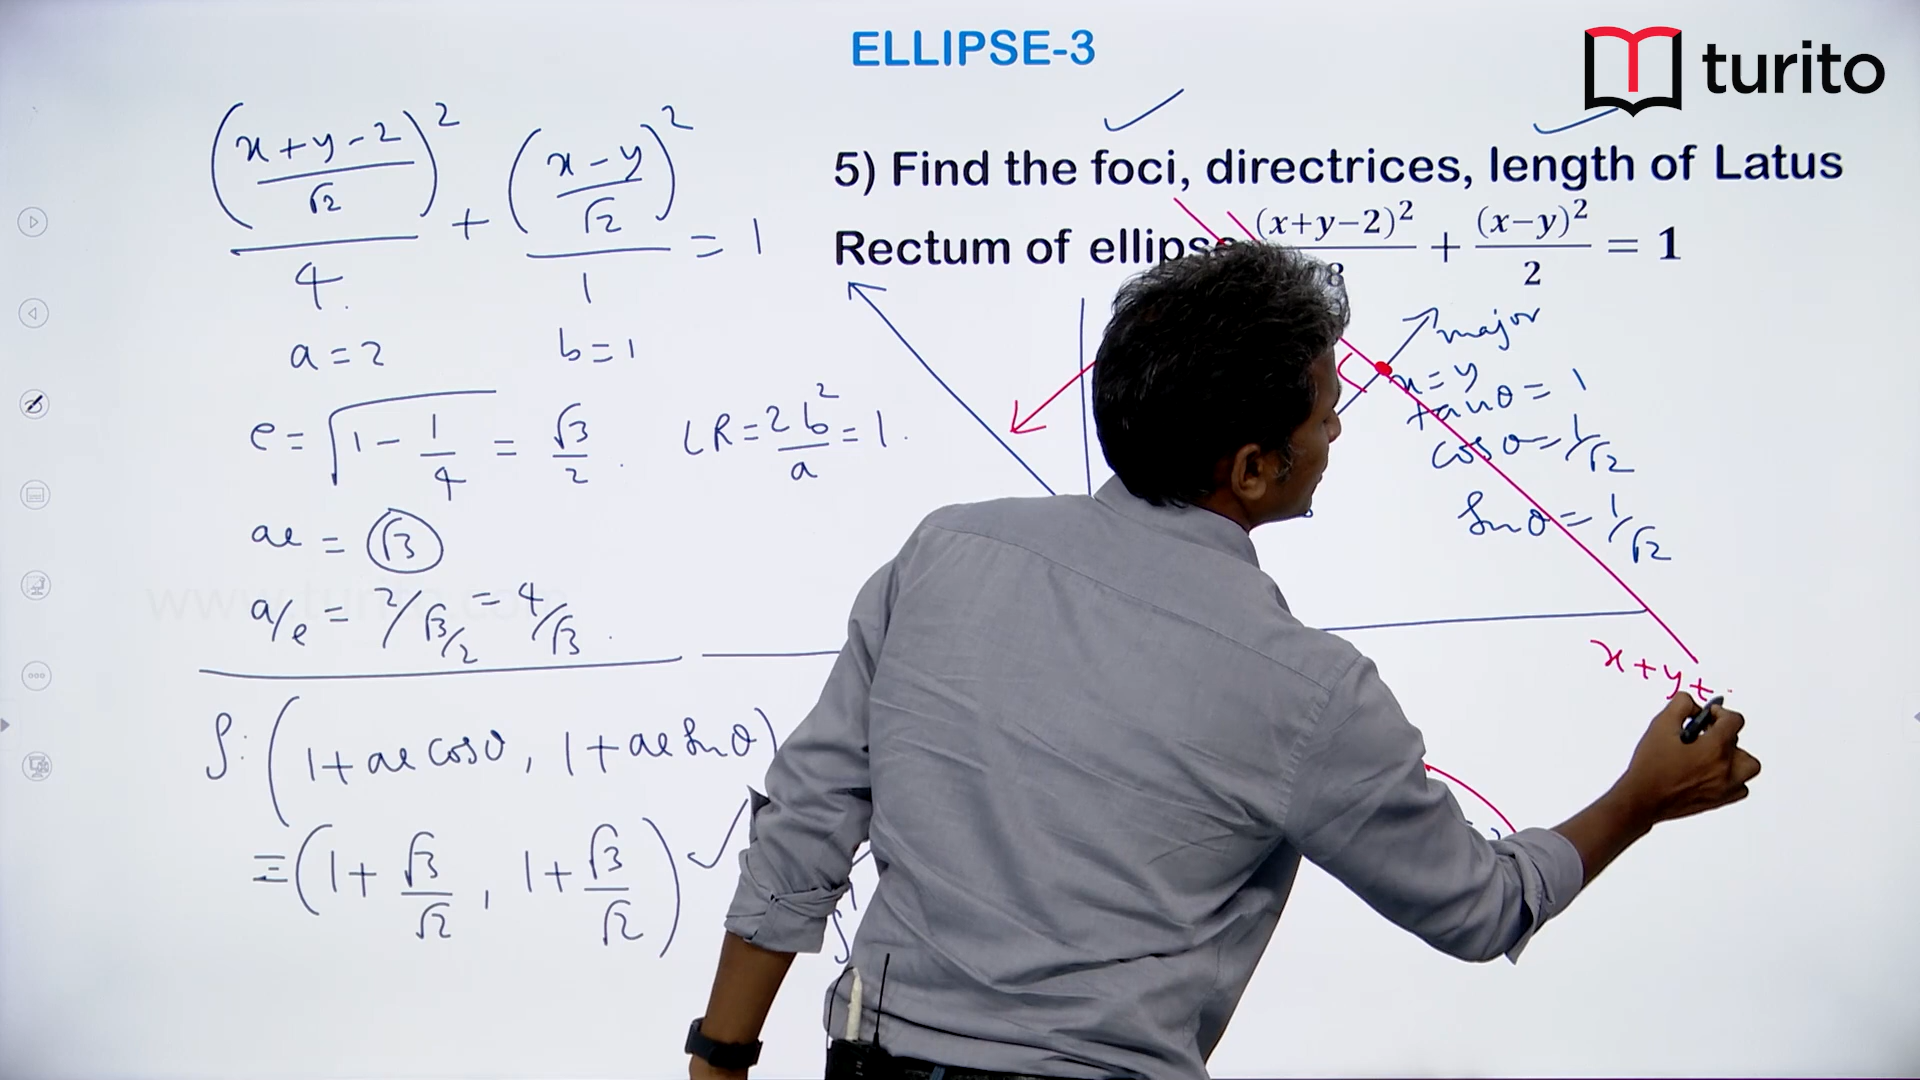 ELLIPSE-3
turito
5) Find the foci, directrices, length of Latus
Rectum of ellipse (x+y−2)²/8 + (x−y)²/2 = 1
((x+y-2)/√2)²/4 + ((x-y)/√2)²/1 = 1
a = 2
b = 1
e = √(1 - 1/4) = √3/2 .
LR = 2b²/a = 1 .
ae = √3
a/e = 2/√3/2 = 4/√3 .
S: (1+ae cosθ, 1+ae sinθ)
≡ (1 + √3/√2 , 1 + √3/√2)
major
x = y
tanθ = 1
cosθ = 1/√2
sinθ = 1/√2
x+y+
www.turito.com